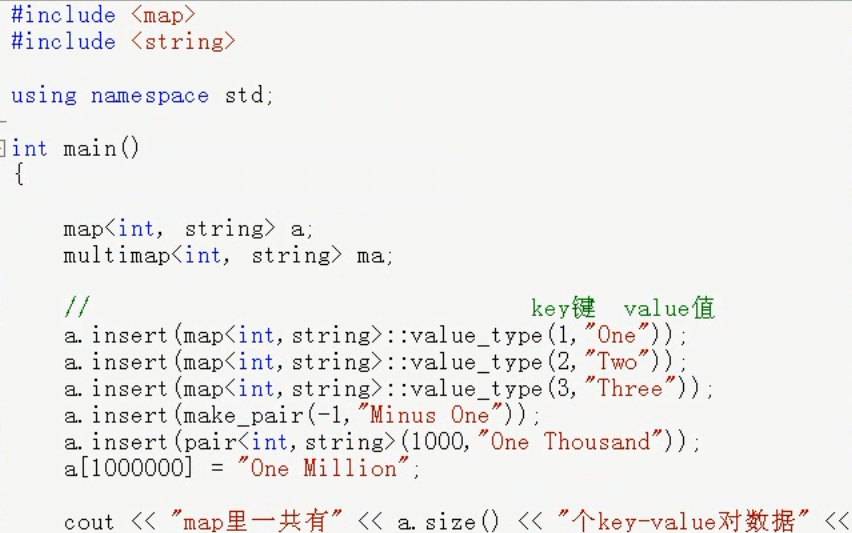 #include <map>
#include <string>
using namespace std;
int main()
{
map<int, string> a;
multimap<int, string> ma;
// key键 value值
a.insert(map<int,string>::value_type(1,"One"));
a.insert(map<int,string>::value_type(2,"Two"));
a.insert(map<int,string>::value_type(3,"Three"));
a.insert(make_pair(-1,"Minus One"));
a.insert(pair<int,string>(1000,"One Thousand"));
a[1000000] = "One Million";
cout << "map里一共有" << a.size() << "个key-value对数据" <<